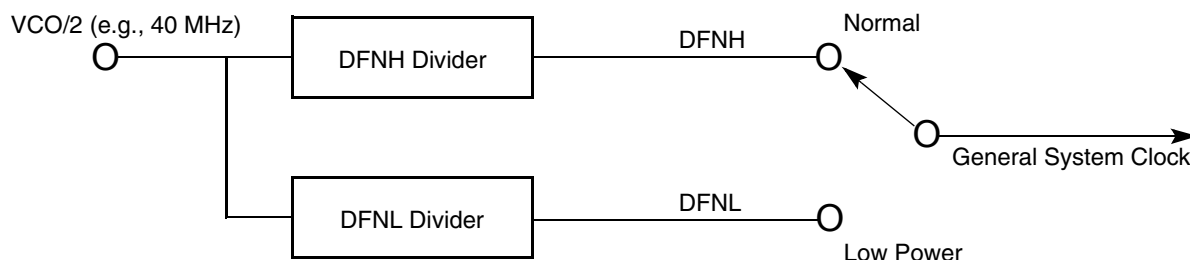 VCO/2 (e.g., 40 MHz)
DFNH Divider
DFNH
Normal
General System Clock
DFNL Divider
DFNL
Low Power